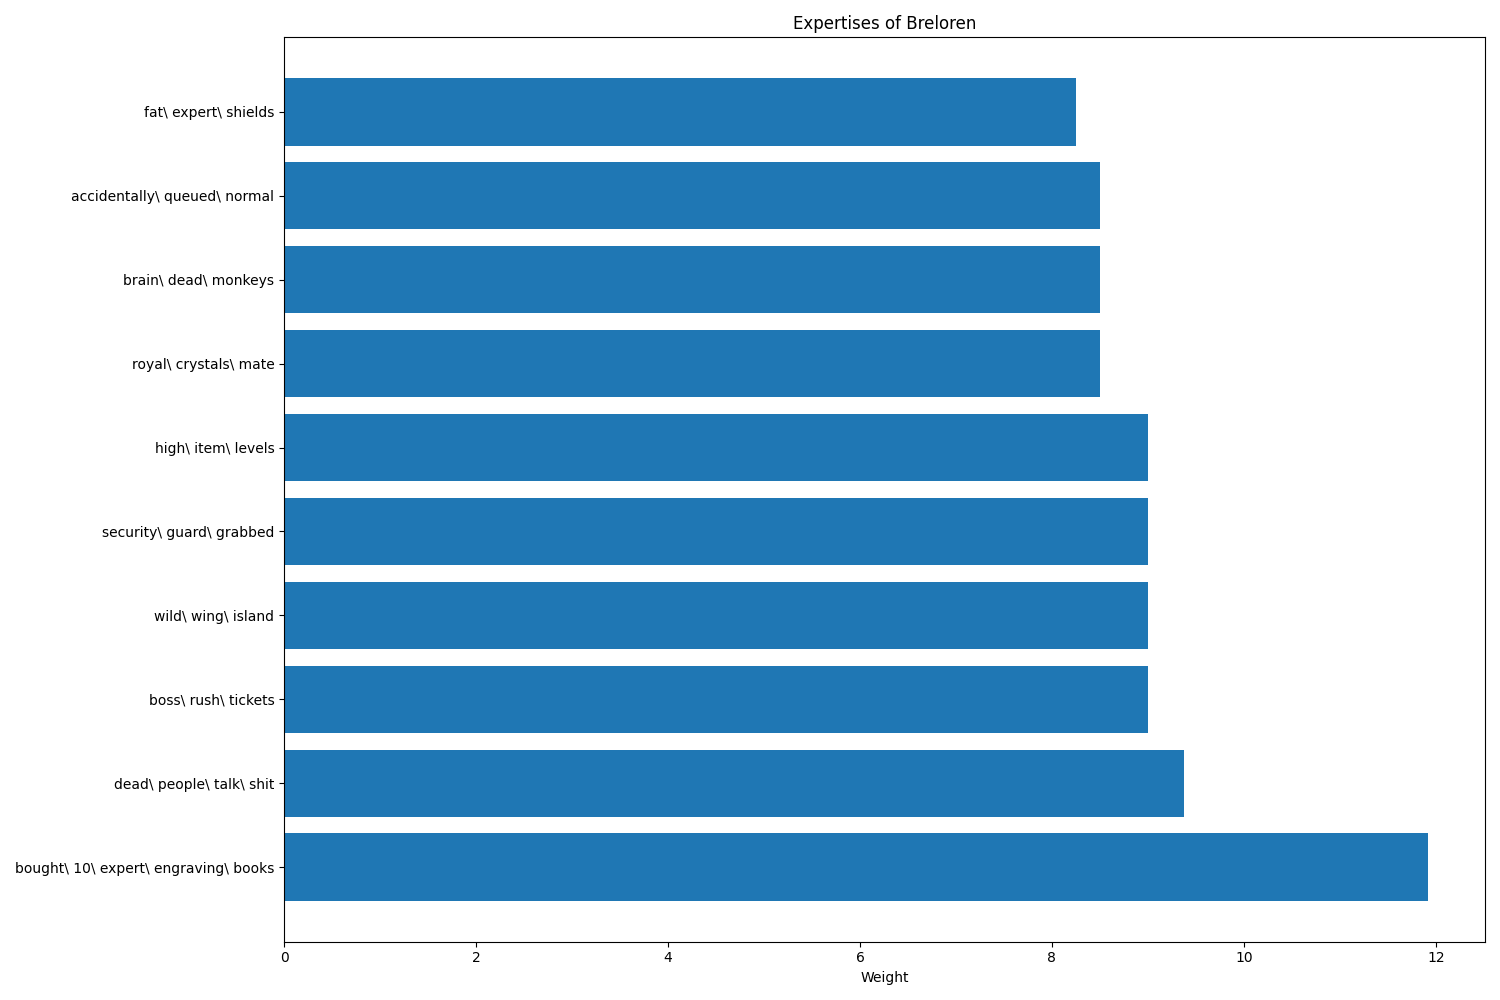 Expertises of Breloren
fat\ expert\ shields
accidentally\ queued\ normal
brain\ dead\ monkeys
royal\ crystals\ mate
high\ item\ levels
security\ guard\ grabbed
wild\ wing\ island
boss\ rush\ tickets
dead\ people\ talk\ shit
bought\ 10\ expert\ engraving\ books
0 2 4 6 8 10 12
Weight